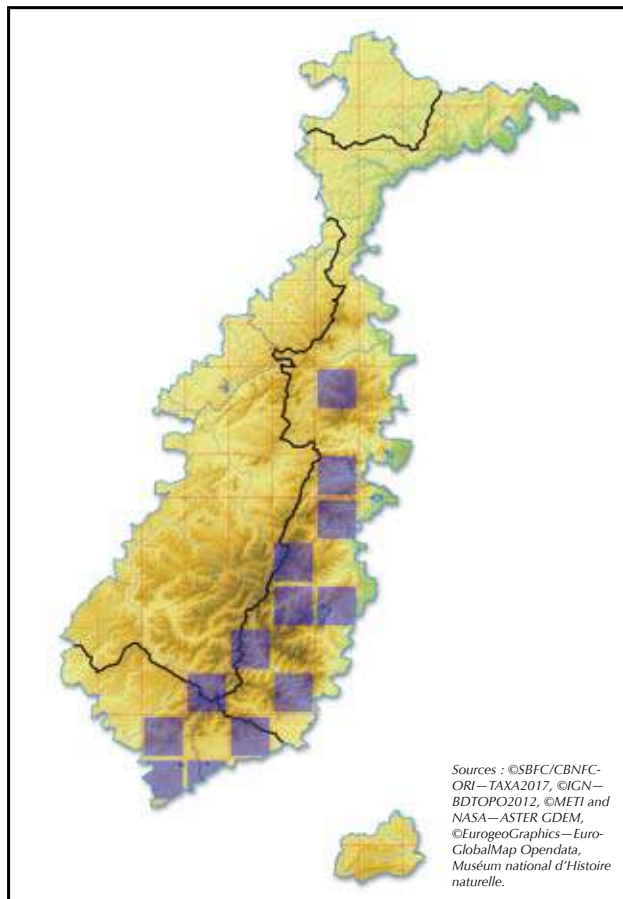 Sources : ©SBFC/CBNFC-
ORI—TAXA2017, ©IGN—
BDTOPO2012, ©METI and
NASA—ASTER GDEM,
©EurogeoGraphics—Euro-
GlobalMap Opendata,
Muséum national d'Histoire
naturelle.